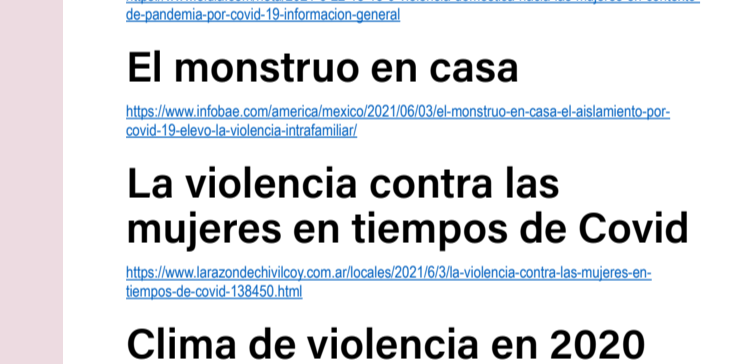 de-pandemia-por-covid-19-informacion-general
El monstruo en casa
https://www.infobae.com/america/mexico/2021/06/03/el-monstruo-en-casa-el-aislamiento-por-
covid-19-elevo-la-violencia-intrafamiliar/
La violencia contra las
mujeres en tiempos de Covid
https://www.larazondechivilcoy.com.ar/locales/2021/6/3/la-violencia-contra-las-mujeres-en-
tiempos-de-covid-138450.html
Clima de violencia en 2020